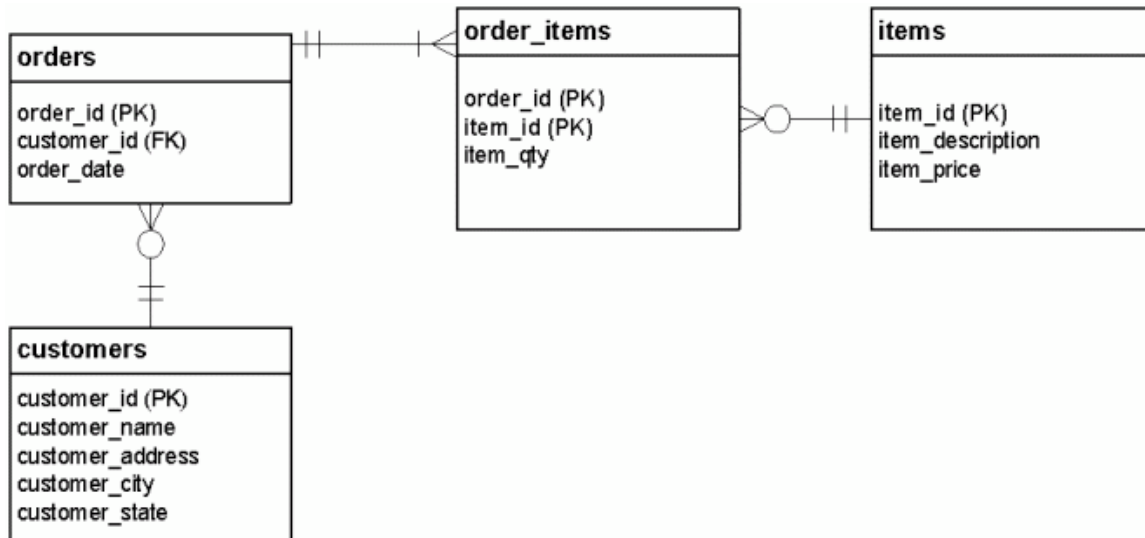 orders
order_id (PK)
customer_id (FK)
order_date
order_items
order_id (PK)
item_id (PK)
item_qty
items
item_id (PK)
item_description
item_price
customers
customer_id (PK)
customer_name
customer_address
customer_city
customer_state